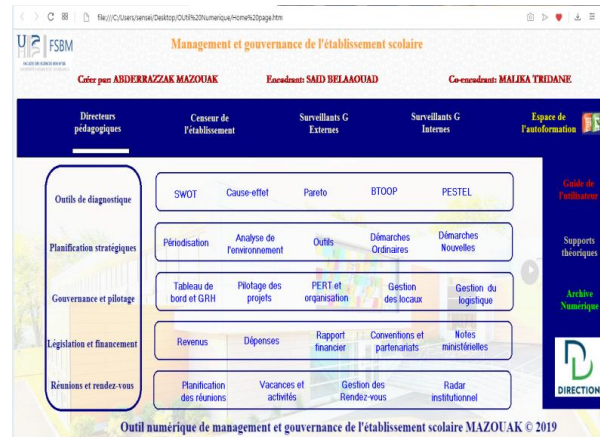 file:///C:/Users/sensei/Desktop/OUtil%20Numerique/Home%20page.htm
FSBM
Management et gouvernance de l'établissement scolaire
Créer par: ABDERRAZZAK MAZOUAK
Encadrant: SAID BELAAOUAD
Co-encadrant: MALIKA TRIDANE
Directeurs
pédagogiques
Censeur de
l'établissement
Surveillants G
Externes
Surveillants G
Internes
Espace de
l'autoformation
Outils de diagnostique
SWOT
Cause-effet
Pareto
BTOOP
PESTEL
Guide de
l'utilisateur
Planification stratégiques
Périodisation
Analyse de
l'environnement
Outils
Démarches
Ordinaires
Démarches
Nouvelles
Supports
théoriques
Gouvernance et pilotage
Tableau de
bord et GRH
Pilotage des
projets
PERT et
organisation
Gestion
des locaux
Gestion du
logistique
Archive
Numérique
Législation et financement
Revenus
Dépenses
Rapport
financier
Conventions et
partenariats
Notes
ministérielles
Réunions et rendez-vous
Planification
des réunions
Vacances et
activités
Gestion des
Rendez-vous
Radar
institutionnel
DIRECTION
Outil numérique de management et gouvernance de l'établissement scolaire MAZOUAK © 2019